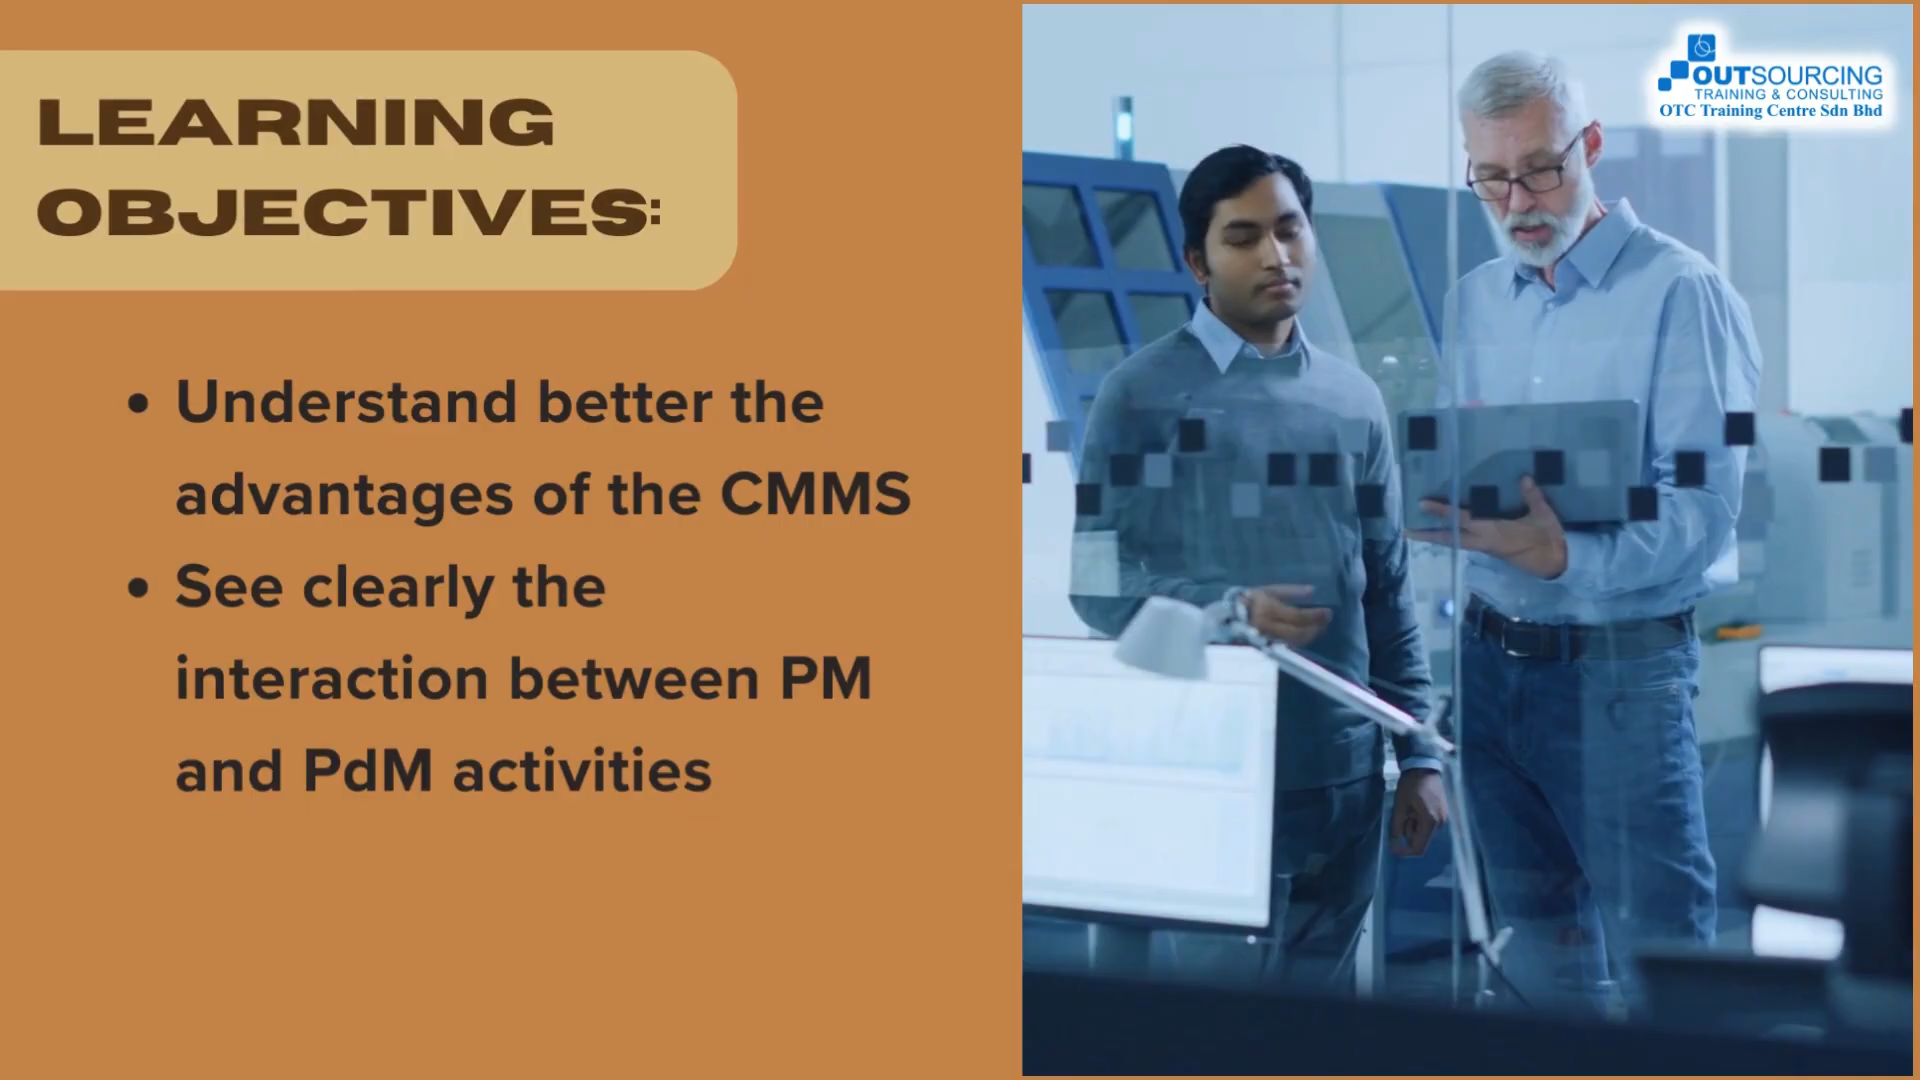 LEARNING
OBJECTIVES:
• Understand better the
advantages of the CMMS
• See clearly the
interaction between PM
and PdM activities
OUTSOURCING
TRAINING & CONSULTING
OTC Training Centre Sdn Bhd